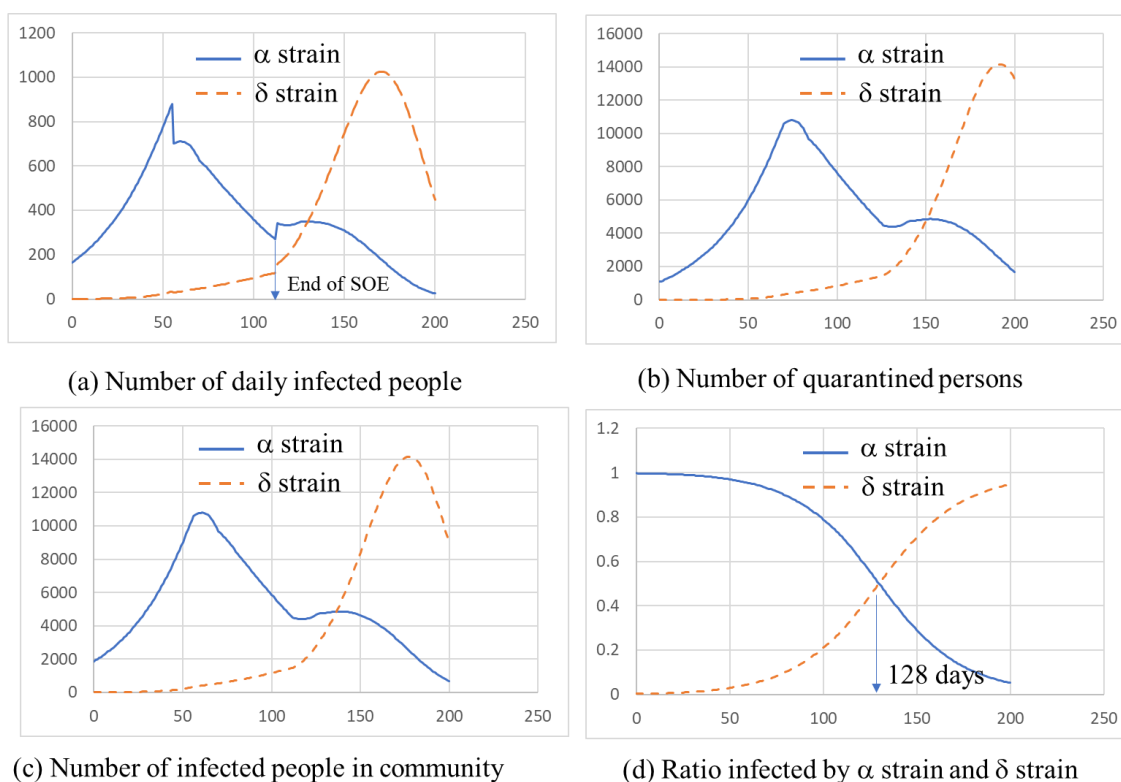 1200
1000
800
600
400
200
0
0 50 100 150 200 250
α strain
δ strain
End of SOE
(a) Number of daily infected people
16000
14000
12000
10000
8000
6000
4000
2000
0
0 50 100 150 200 250
α strain
δ strain
(b) Number of quarantined persons
16000
14000
12000
10000
8000
6000
4000
2000
0
0 50 100 150 200 250
α strain
δ strain
(c) Number of infected people in community
1.2
1
0.8
0.6
0.4
0.2
0
0 50 100 150 200 250
α strain
δ strain
128 days
(d) Ratio infected by α strain and δ strain